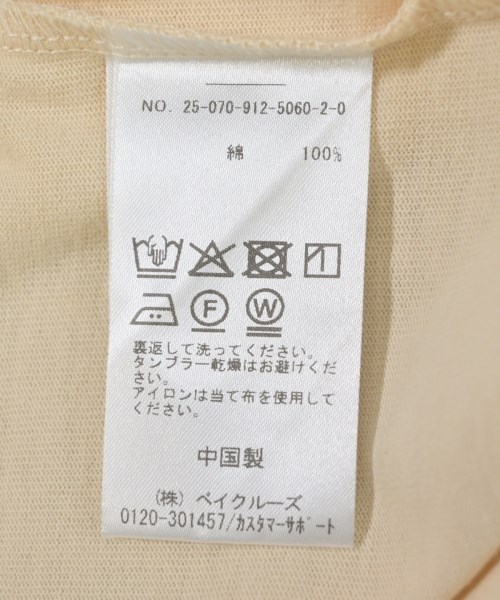 NO. 25-070-912-5060-2-0
綿 100%
F W
裏返して洗ってください。
タンブラー乾燥はお避けくだ
さい。
アイロンは当て布を使用して
ください。
中国製
(株) ベイクルーズ
0120-301457/カスタマーサポート